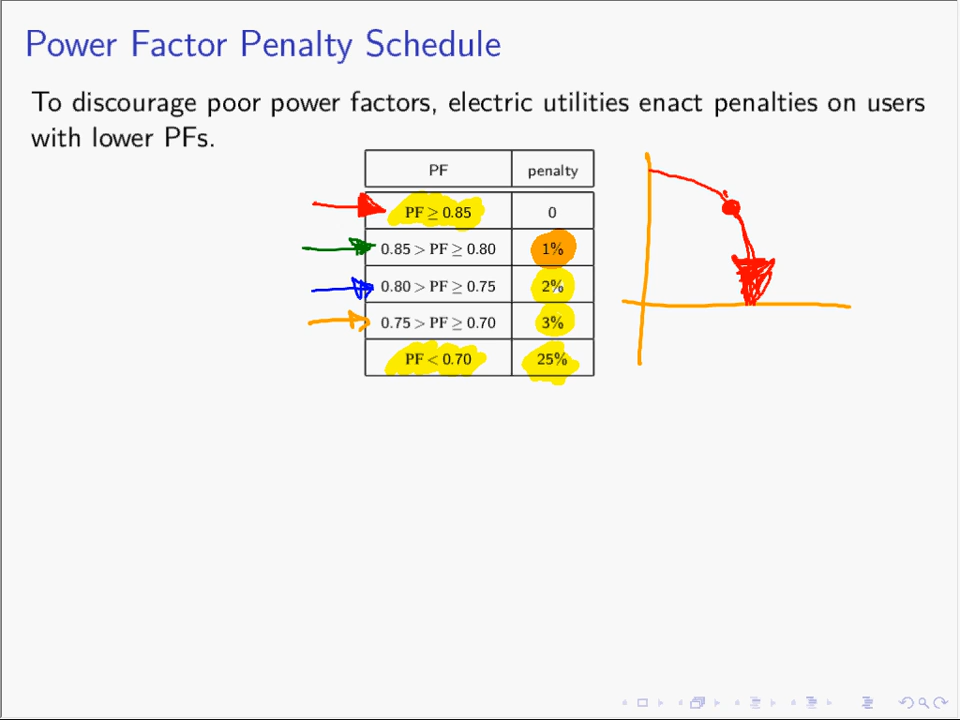 Power Factor Penalty Schedule
To discourage poor power factors, electric utilities enact penalties on users
with lower PFs.
PF penalty
PF ≥ 0.85 0
0.85 > PF ≥ 0.80 1%
0.80 > PF ≥ 0.75 2%
0.75 > PF ≥ 0.70 3%
PF < 0.70 25%